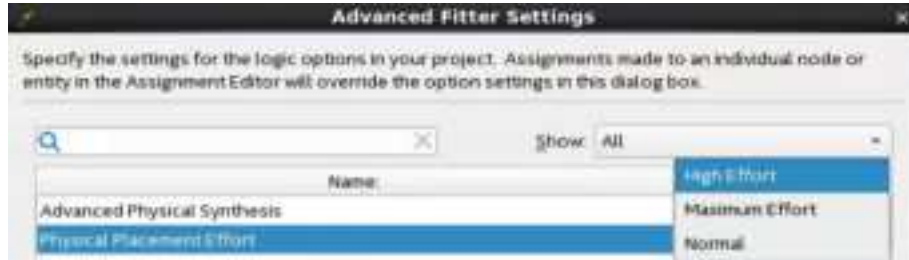 Advanced Fitter Settings
Specify the settings for the logic options in your project. Assignments made to an individual node or
entity in the Assignment Editor will override the option settings in this dialog box.
Show: All
Name:
High Effort
Advanced Physical Synthesis
Maximum Effort
Physical Placement Effort
Normal